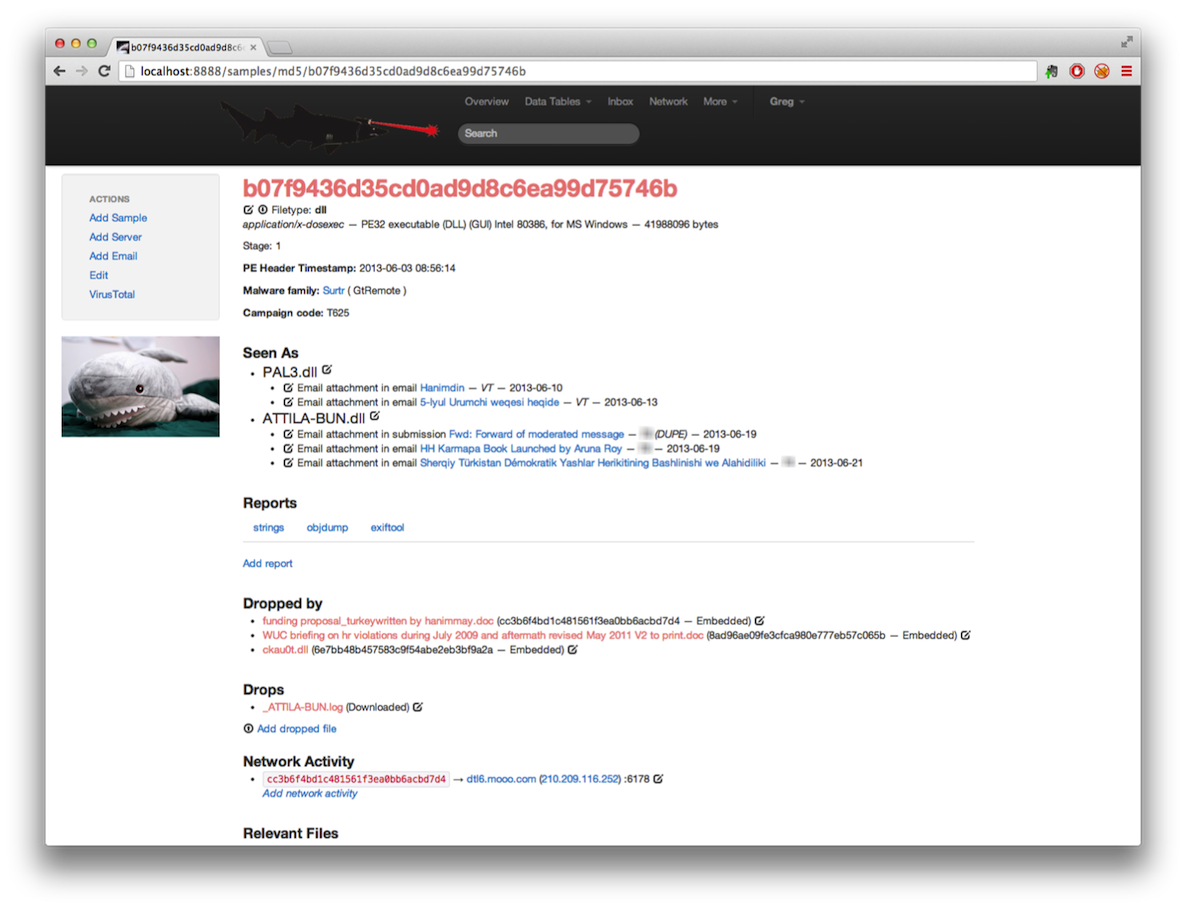 b07f9436d35cd0ad9d8c6
localhost:8888/samples/md5/b07f9436d35cd0ad9d8c6ea99d75746b
Overview Data Tables Inbox Network More Greg
Search
ACTIONS
Add Sample
Add Server
Add Email
Edit
VirusTotal
b07f9436d35cd0ad9d8c6ea99d75746b
Filetype: dll
application/x-dosexec — PE32 executable (DLL) (GUI) Intel 80386, for MS Windows — 41988096 bytes
Stage: 1
PE Header Timestamp: 2013-06-03 08:56:14
Malware family: Surtr ( GtRemote )
Campaign code: T625
Seen As
• PAL3.dll
• Email attachment in email Hanimdin — VT — 2013-06-10
• Email attachment in email 5-Iyul Urumchi weqesi heqide — VT — 2013-06-13
• ATTILA-BUN.dll
• Email attachment in submission Fwd: Forward of moderated message — (DUPE) — 2013-06-19
• Email attachment in email HH Karmapa Book Launched by Aruna Roy — — 2013-06-19
• Email attachment in email Sherqiy Türkistan Démokratik Yashlar Herikitining Bashlinishi we Alahidiliki — — 2013-06-21
Reports
strings objdump exiftool
Add report
Dropped by
• funding proposal_turkeywritten by hanimmay.doc (cc3b6f4bd1c481561f3ea0bb6acbd7d4 — Embedded)
• WUC briefing on hr violations during July 2009 and aftermath revised May 2011 V2 to print.doc (8ad96ae09fe3cfca980e777eb57c065b — Embedded)
• ckau0t.dll (6e7bb48b457583c9f54abe2eb3bf9a2a — Embedded)
Drops
• _ATTILA-BUN.log (Downloaded)
Add dropped file
Network Activity
• cc3b6f4bd1c481561f3ea0bb6acbd7d4 → dtl6.mooo.com (210.209.116.252) :6178
Add network activity
Relevant Files